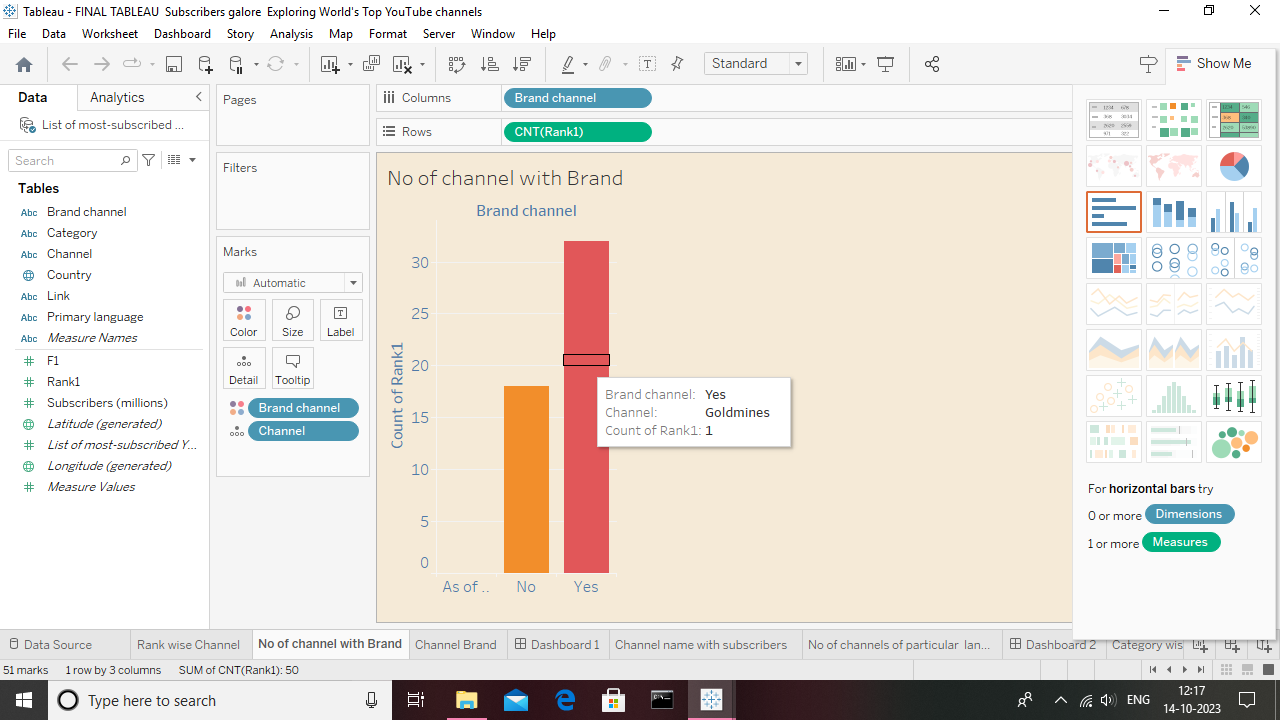 Tableau - FINAL TABLEAU  Subscribers galore  Exploring World's Top YouTube channels
File Data Worksheet Dashboard Story Analysis Map Format Server Window Help
Standard
Show Me
Data Analytics
List of most-subscribed ...
Search
Tables
Abc Brand channel
Abc Category
Abc Channel
Country
Abc Link
Abc Primary language
Abc Measure Names
F1
Rank1
Subscribers (millions)
Latitude (generated)
List of most-subscribed Y...
Longitude (generated)
Measure Values
Pages
Filters
Marks
Automatic
Color Size Label
Detail Tooltip
Brand channel
Channel
Columns Brand channel
Rows CNT(Rank1)
No of channel with Brand
Brand channel
Count of Rank1
30
25
20
15
10
5
0
As of .. No Yes
Brand channel: Yes
Channel: Goldmines
Count of Rank1: 1
For horizontal bars try
0 or more Dimensions
1 or more Measures
Data Source Rank wise Channel No of channel with Brand Channel Brand Dashboard 1 Channel name with subscribers No of channels of particular  lan... Dashboard 2 Category wis
51 marks 1 row by 3 columns SUM of CNT(Rank1): 50
Type here to search
ENG
12:17
14-10-2023